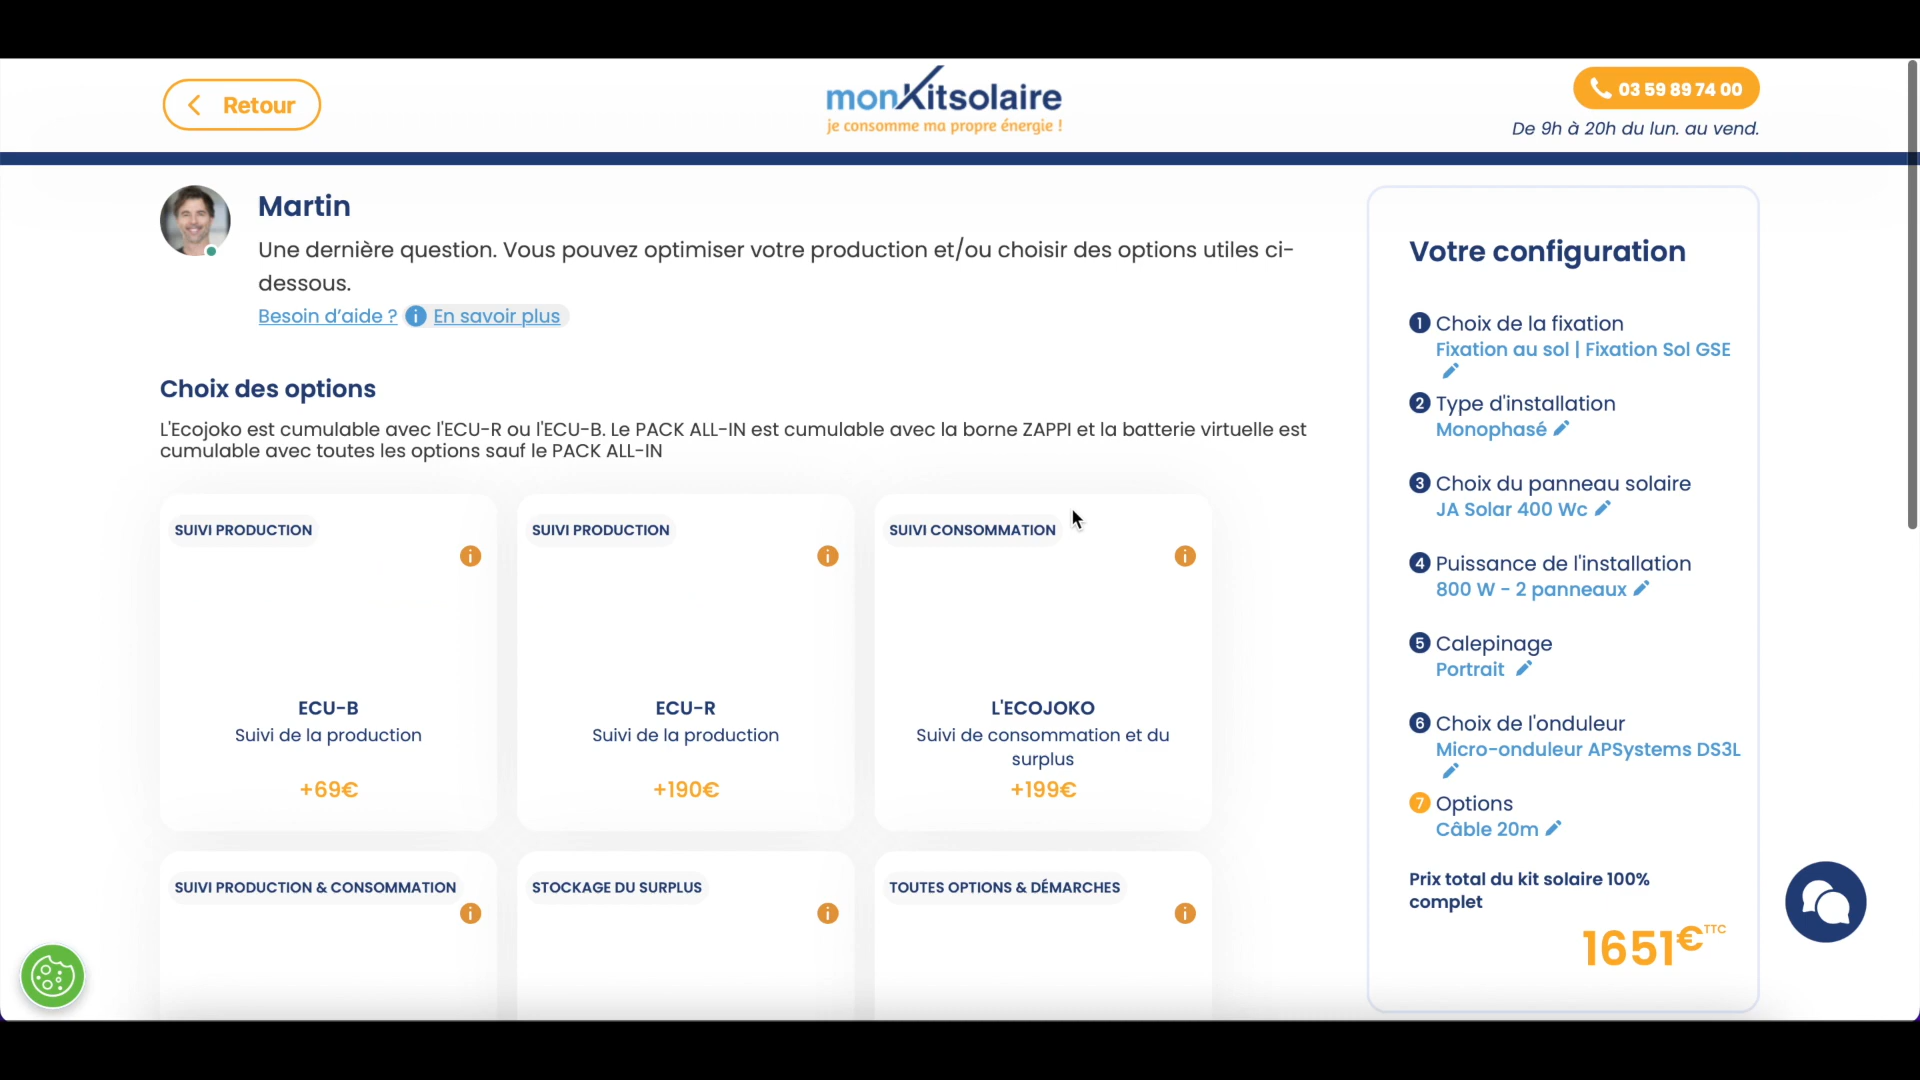 Retour
monKitsolaire
je consomme ma propre énergie !
03 59 89 74 00
De 9h à 20h du lun. au vend.
Martin
Une dernière question. Vous pouvez optimiser votre production et/ou choisir des options utiles ci-
dessous.
Besoin d'aide ? i En savoir plus
Choix des options
L'Ecojoko est cumulable avec l'ECU-R ou l'ECU-B. Le PACK ALL-IN est cumulable avec la borne ZAPPI et la batterie virtuelle est
cumulable avec toutes les options sauf le PACK ALL-IN
SUIVI PRODUCTION
i
ECU-B
Suivi de la production
+69€
SUIVI PRODUCTION
i
ECU-R
Suivi de la production
+190€
SUIVI CONSOMMATION
i
L'ECOJOKO
Suivi de consommation et du
surplus
+199€
SUIVI PRODUCTION & CONSOMMATION
i
STOCKAGE DU SURPLUS
i
TOUTES OPTIONS & DÉMARCHES
i
Votre configuration
1 Choix de la fixation
Fixation au sol | Fixation Sol GSE
2 Type d'installation
Monophasé
3 Choix du panneau solaire
JA Solar 400 Wc
4 Puissance de l'installation
800 W - 2 panneaux
5 Calepinage
Portrait
6 Choix de l'onduleur
Micro-onduleur APSystems DS3L
7 Options
Câble 20m
Prix total du kit solaire 100%
complet
1651€ TTC